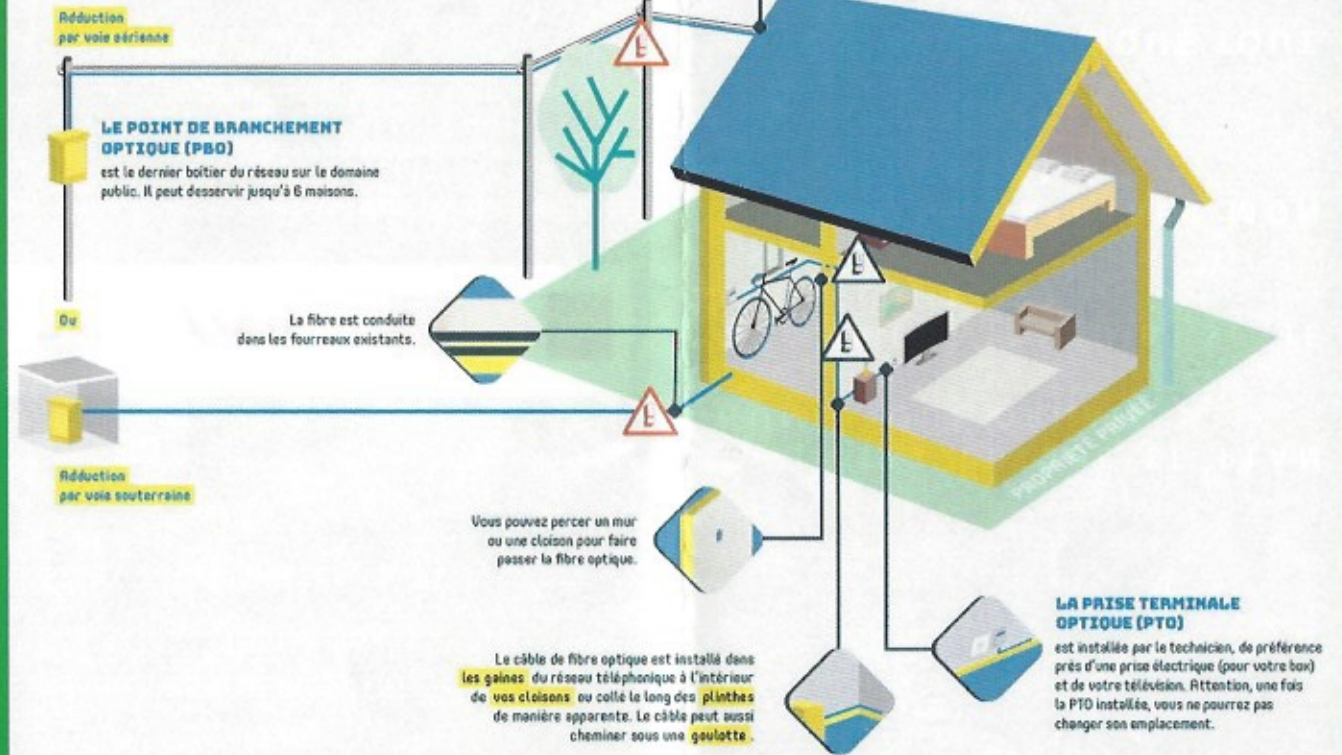 Adduction
par voie aérienne
LE POINT DE BRANCHEMENT
OPTIQUE (PBO)
est le dernier boîtier du réseau sur le domaine
public. Il peut desservir jusqu'à 6 maisons.
Ou
La fibre est conduite
dans les fourreaux existants.
Adduction
par voie souterraine
PROPRIÉTÉ PRIVÉE
Vous pouvez percer un mur
ou une cloison pour faire
passer la fibre optique.
Le câble de fibre optique est installé dans
les gaines du réseau téléphonique à l'intérieur
de vos cloisons ou collé le long des plinthes
de manière apparente. Le câble peut aussi
cheminer sous une goulotte.
LA PRISE TERMINALE
OPTIQUE (PTO)
est installée par le technicien, de préférence
près d'une prise électrique (pour votre box)
et de votre télévision. Attention, une fois
la PTO installée, vous ne pourrez pas
changer son emplacement.